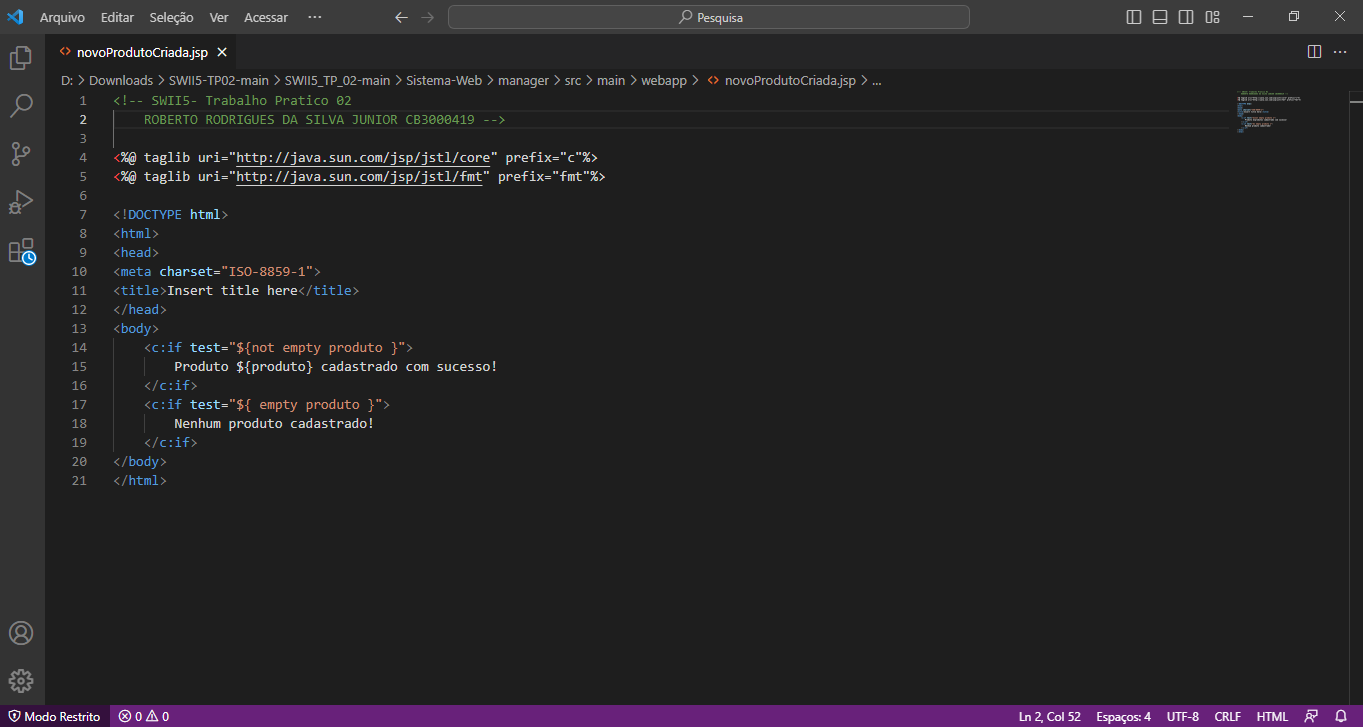 Arquivo Editar Seleção Ver Acessar ··· Pesquisa
novoProdutoCriada.jsp
D: > Downloads > SWII5-TP02-main > SWII5_TP_02-main > Sistema-Web > manager > src > main > webapp > novoProdutoCriada.jsp > ...
1 <!-- SWII5- Trabalho Pratico 02
2 ROBERTO RODRIGUES DA SILVA JUNIOR CB3000419 -->
3
4 <%@ taglib uri="http://java.sun.com/jsp/jstl/core" prefix="c"%>
5 <%@ taglib uri="http://java.sun.com/jsp/jstl/fmt" prefix="fmt"%>
6
7 <!DOCTYPE html>
8 <html>
9 <head>
10 <meta charset="ISO-8859-1">
11 <title>Insert title here</title>
12 </head>
13 <body>
14 <c:if test="${not empty produto }">
15 Produto ${produto} cadastrado com sucesso!
16 </c:if>
17 <c:if test="${ empty produto }">
18 Nenhum produto cadastrado!
19 </c:if>
20 </body>
21 </html>
Modo Restrito 0 0 Ln 2, Col 52 Espaços: 4 UTF-8 CRLF HTML